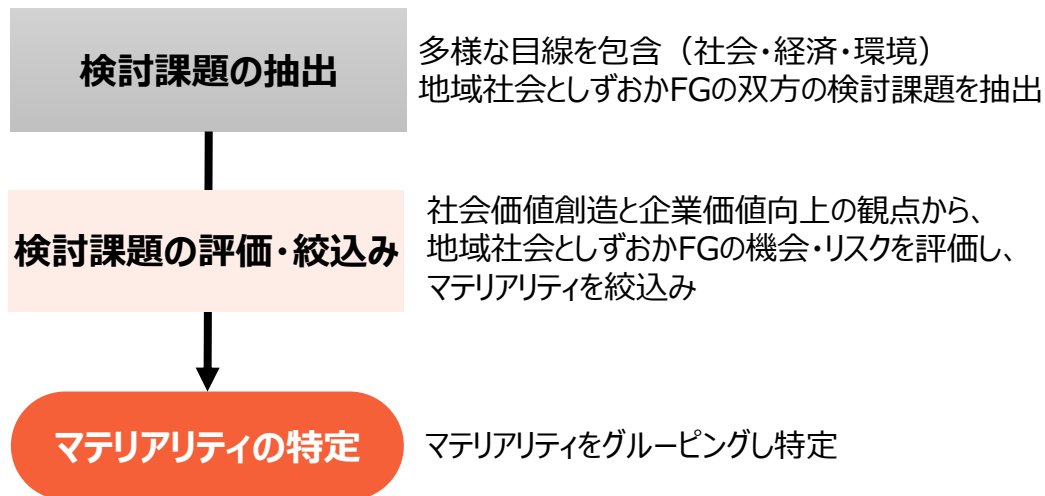 検討課題の抽出
多様な目線を包含（社会・経済・環境）
地域社会としずおかFGの双方の検討課題を抽出
検討課題の評価・絞込み
社会価値創造と企業価値向上の観点から、
地域社会としずおかFGの機会・リスクを評価し、
マテリアリティを絞込み
マテリアリティの特定
マテリアリティをグルーピングし特定